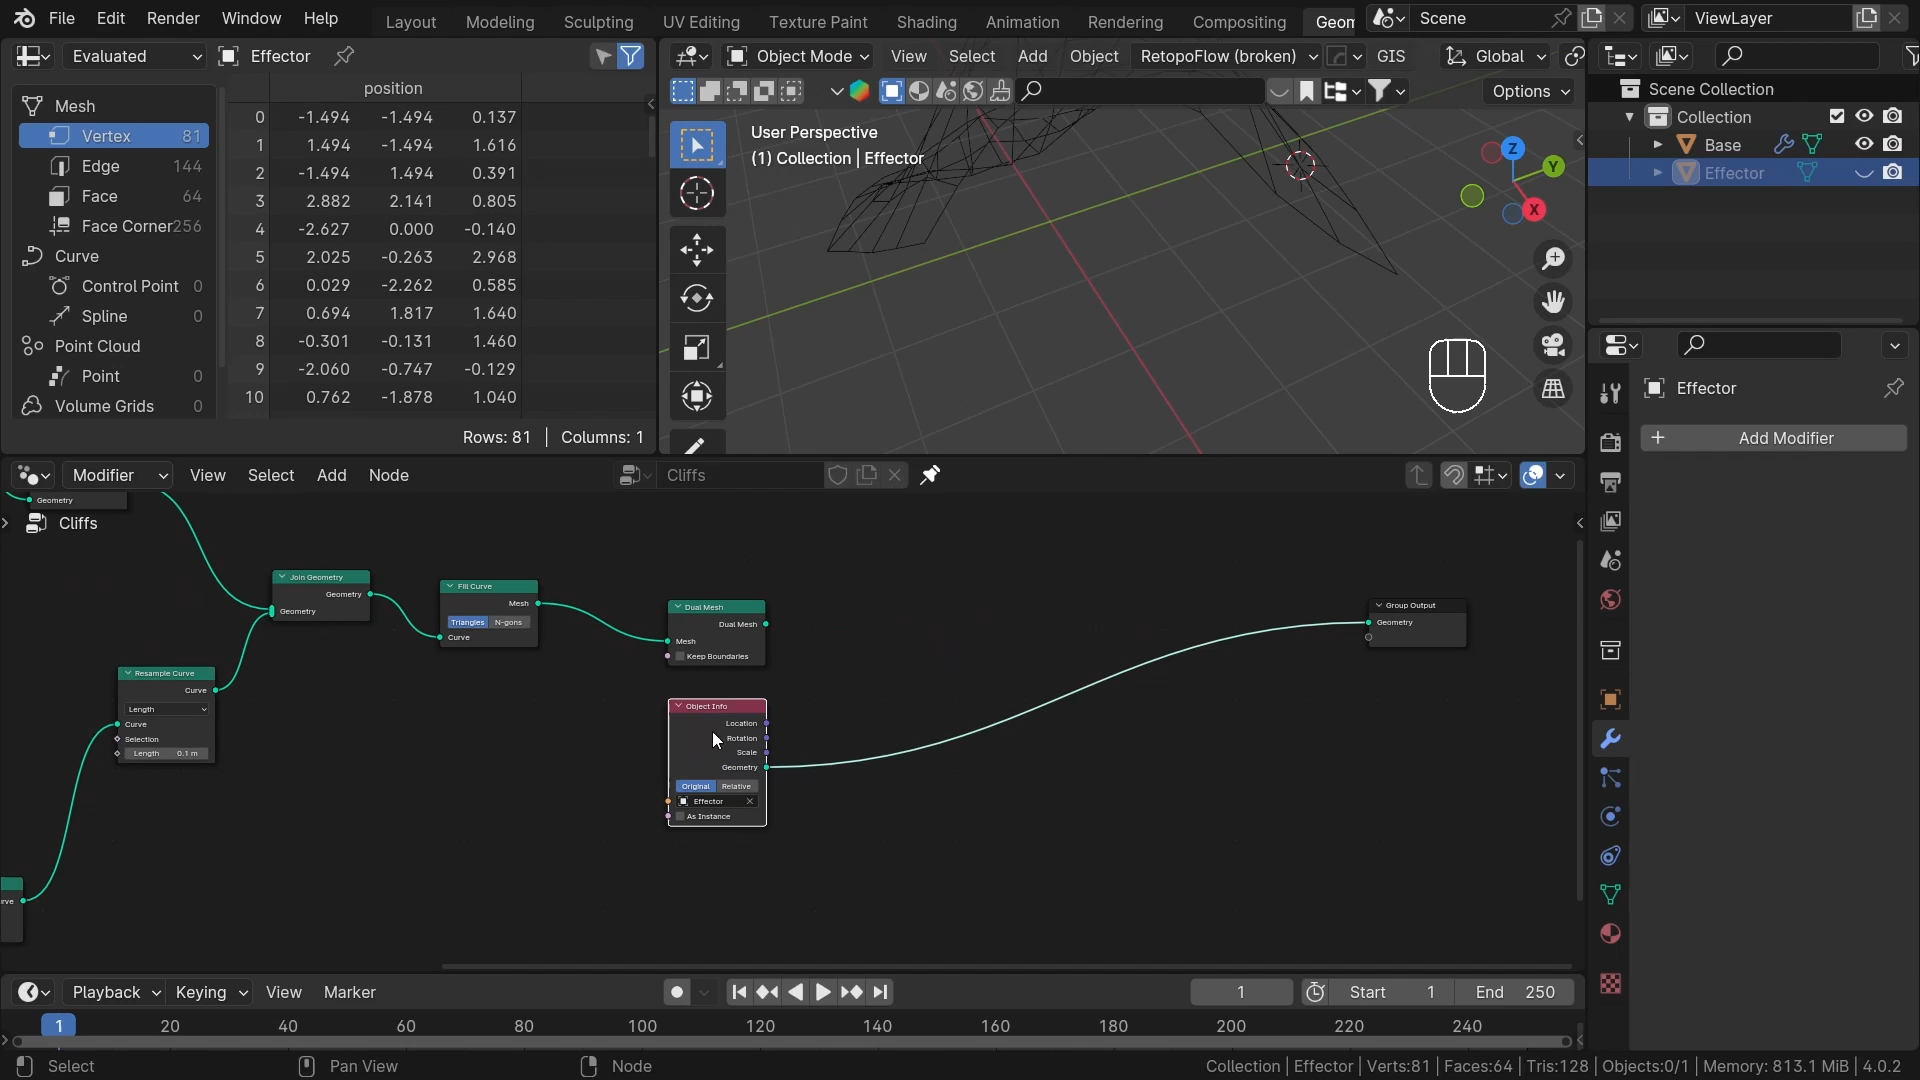 File Edit Render Window Help Layout Modeling Sculpting UV Editing Texture Paint Shading Animation Rendering Compositing Geom Scene ViewLayer
Evaluated Effector
Object Mode View Select Add Object RetopoFlow (broken) GIS Global
Options
position
Mesh
Vertex 81
Edge 144
Face 64
Face Corner 256
Curve
Control Point 0
Spline 0
Point Cloud
Point 0
Volume Grids 0
0 -1.494 -1.494 0.137
1 1.494 -1.494 1.616
2 -1.494 1.494 0.391
3 2.882 2.141 0.805
4 -2.627 0.000 -0.140
5 2.025 -0.263 2.968
6 0.029 -2.262 0.585
7 0.694 1.817 1.640
8 -0.301 -0.131 1.460
9 -2.060 -0.747 -0.129
10 0.762 -1.878 1.040
Rows: 81 Columns: 1
User Perspective
(1) Collection | Effector
Z
Y
X
Scene Collection
Collection
Base
Effector
Effector
+ Add Modifier
Modifier View Select Add Node Cliffs
Geometry
Cliffs
Join Geometry
Geometry
Geometry
Fill Curve
Mesh
Triangles N-gons
Curve
Dual Mesh
Dual Mesh
Mesh
Keep Boundaries
Group Output
Geometry
Resample Curve
Curve
Length
Curve
Selection
Length 0.1 m
Object Info
Location
Rotation
Scale
Geometry
Original Relative
Effector
As Instance
rve
Playback Keying View Marker 1 Start 1 End 250
1 20 40 60 80 100 120 140 160 180 200 220 240
Select Pan View Node Collection | Effector | Verts:81 | Faces:64 | Tris:128 | Objects:0/1 | Memory: 813.1 MiB | 4.0.2